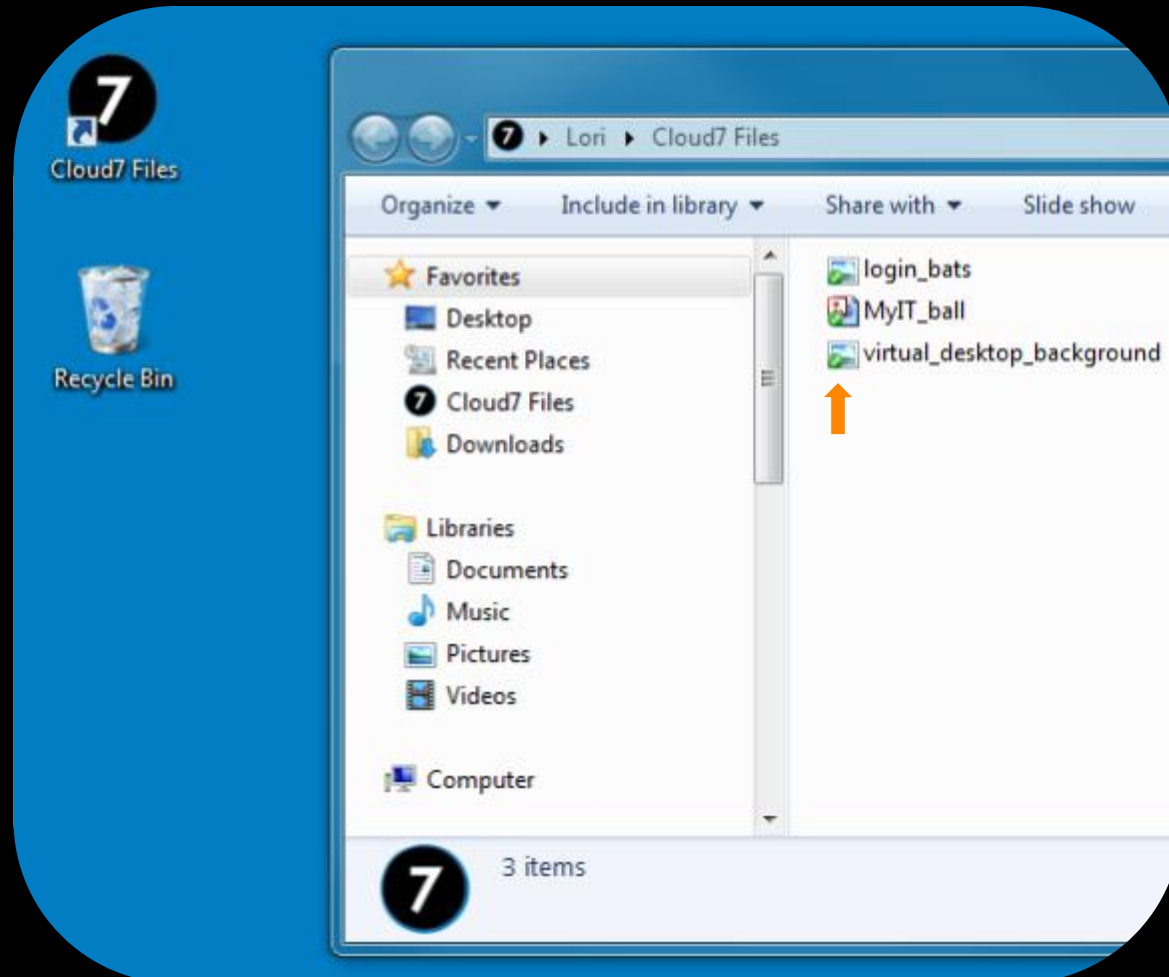 7
Cloud7 Files
Recycle Bin
7 Lori Cloud7 Files
Organize Include in library Share with Slide show
Favorites
Desktop
Recent Places
7 Cloud7 Files
Downloads
Libraries
Documents
Music
Pictures
Videos
Computer
login_bats
MyIT_ball
virtual_desktop_background
7 3 items